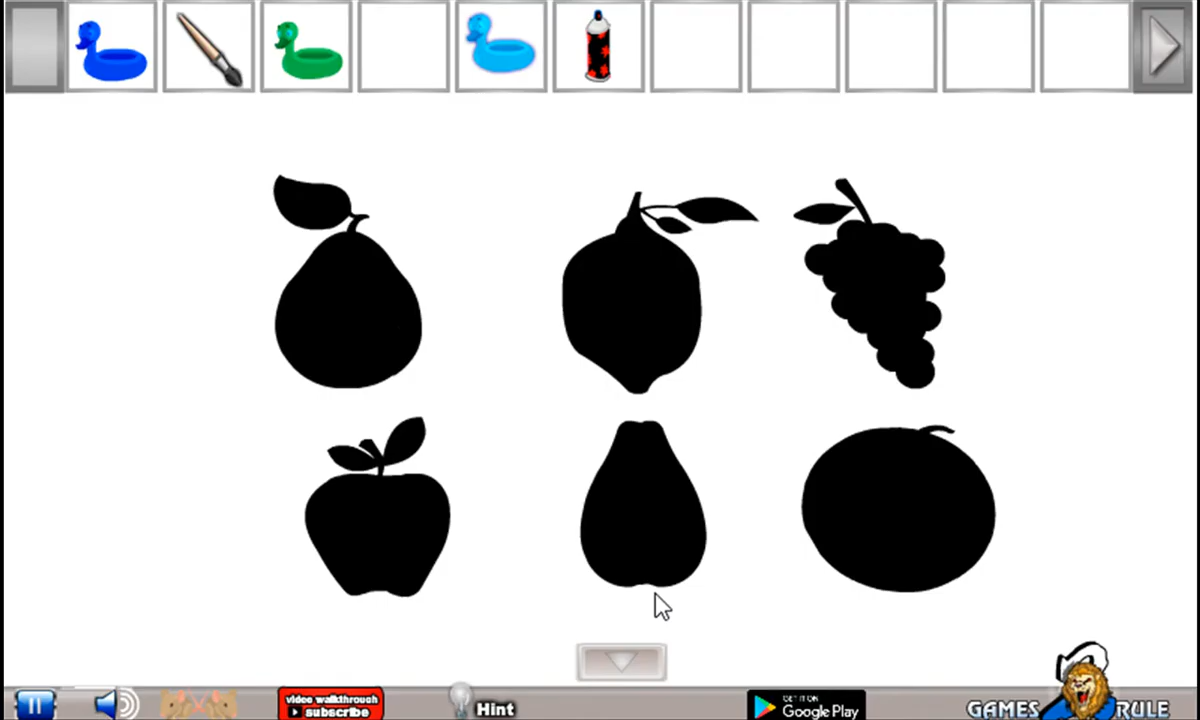 video walkthrough
subscribe
Hint
GET IT ON
Google Play
GAMES RULE